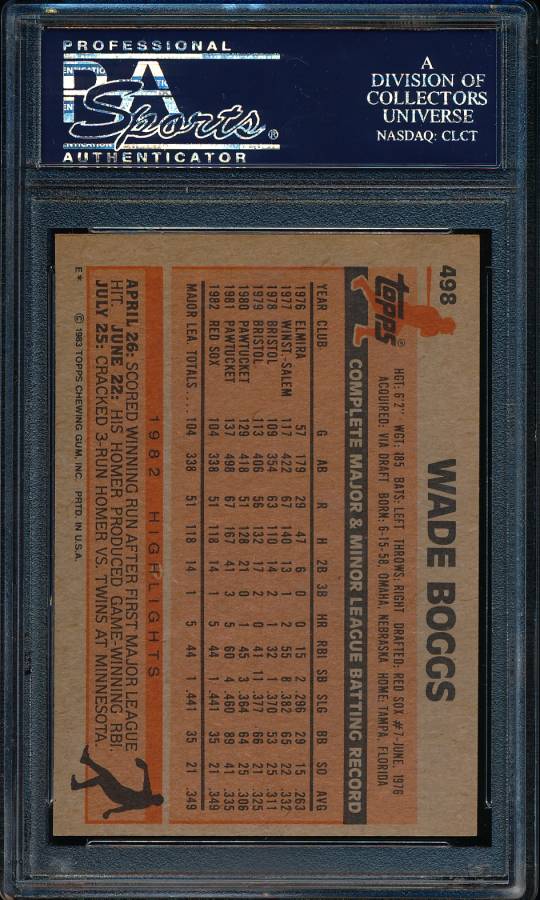 PROFESSIONAL
PSA
Sports®
AUTHENTICATOR
A
DIVISION OF
COLLECTORS
UNIVERSE
NASDAQ: CLCT
498
WADE BOGGS
topps®
HGT: 6'2" WGT: 185 BATS: LEFT THROWS: RIGHT DRAFTED: RED SOX #7-JUNE, 1976
ACQUIRED: VIA DRAFT BORN: 6-15-58, OMAHA, NEBRASKA HOME: TAMPA, FLORIDA
COMPLETE MAJOR & MINOR LEAGUE BATTING RECORD
YEAR CLUB G AB R H 2B 3B HR RBI SB SLG BB SO AVG
1976 ELMIRA 57 179 29 47 6 0 0 15 2 .296 29 15 .263
1977 WINST.-SALEM 117 422 67 140 13 1 2 55 8 .382 65 22 .332
1978 BRISTOL 109 354 63 110 14 2 1 32 1 .370 53 25 .311
1979 BRISTOL 113 406 56 132 17 2 0 41 11 .377 66 21 .325
1980 PAWTUCKET 129 418 51 128 21 0 1 45 3 .364 64 25 .306
1981 PAWTUCKET 137 498 67 167 41 3 5 60 4 .460 89 41 .335
1982 RED SOX 104 338 51 118 14 1 5 44 1 .441 35 21 .349
MAJOR LEA. TOTALS .... 104 338 51 118 14 1 5 44 1 .441 35 21 .349
1982 HIGHLIGHTS
APRIL 26: SCORED WINNING RUN AFTER FIRST MAJOR LEAGUE
HIT. JUNE 22: HIS HOMER PRODUCED GAME-WINNING RBI.
JULY 25: CRACKED 3-RUN HOMER VS. TWINS AT MINNESOTA.
E* © 1983 TOPPS CHEWING GUM, INC. PRTD. IN U.S.A.